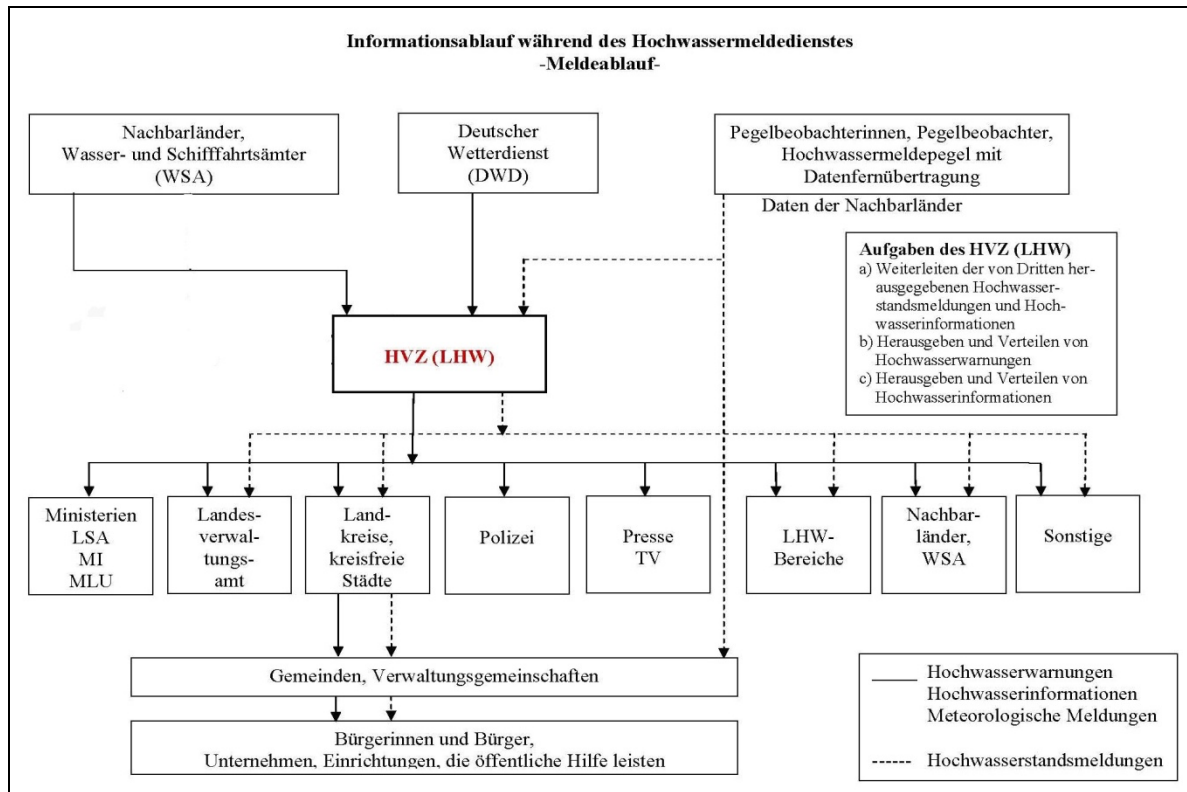 Informationsablauf während des Hochwassermeldedienstes
-Meldeablauf-
Nachbarländer,
Wasser- und Schifffahrtsämter
(WSA)
Deutscher
Wetterdienst
(DWD)
Pegelbeobachterinnen, Pegelbeobachter,
Hochwassermeldepegel mit
Datenfernübertragung
Daten der Nachbarländer
Aufgaben des HVZ (LHW)
a) Weiterleiten der von Dritten her-
ausgegebenen Hochwasser-
standsmeldungen und Hoch-
wasserinformationen
b) Herausgeben und Verteilen von
Hochwasserwarnungen
c) Herausgeben und Verteilen von
Hochwasserinformationen
HVZ (LHW)
Ministerien
LSA
MI
MLU
Landes-
verwal-
tungs-
amt
Land-
kreise,
kreisfreie
Städte
Polizei
Presse
TV
LHW-
Bereiche
Nachbar-
länder,
WSA
Sonstige
Gemeinden, Verwaltungsgemeinschaften
Bürgerinnen und Bürger,
Unternehmen, Einrichtungen, die öffentliche Hilfe leisten
Hochwasserwarnungen
Hochwasserinformationen
Meteorologische Meldungen
Hochwasserstandsmeldungen